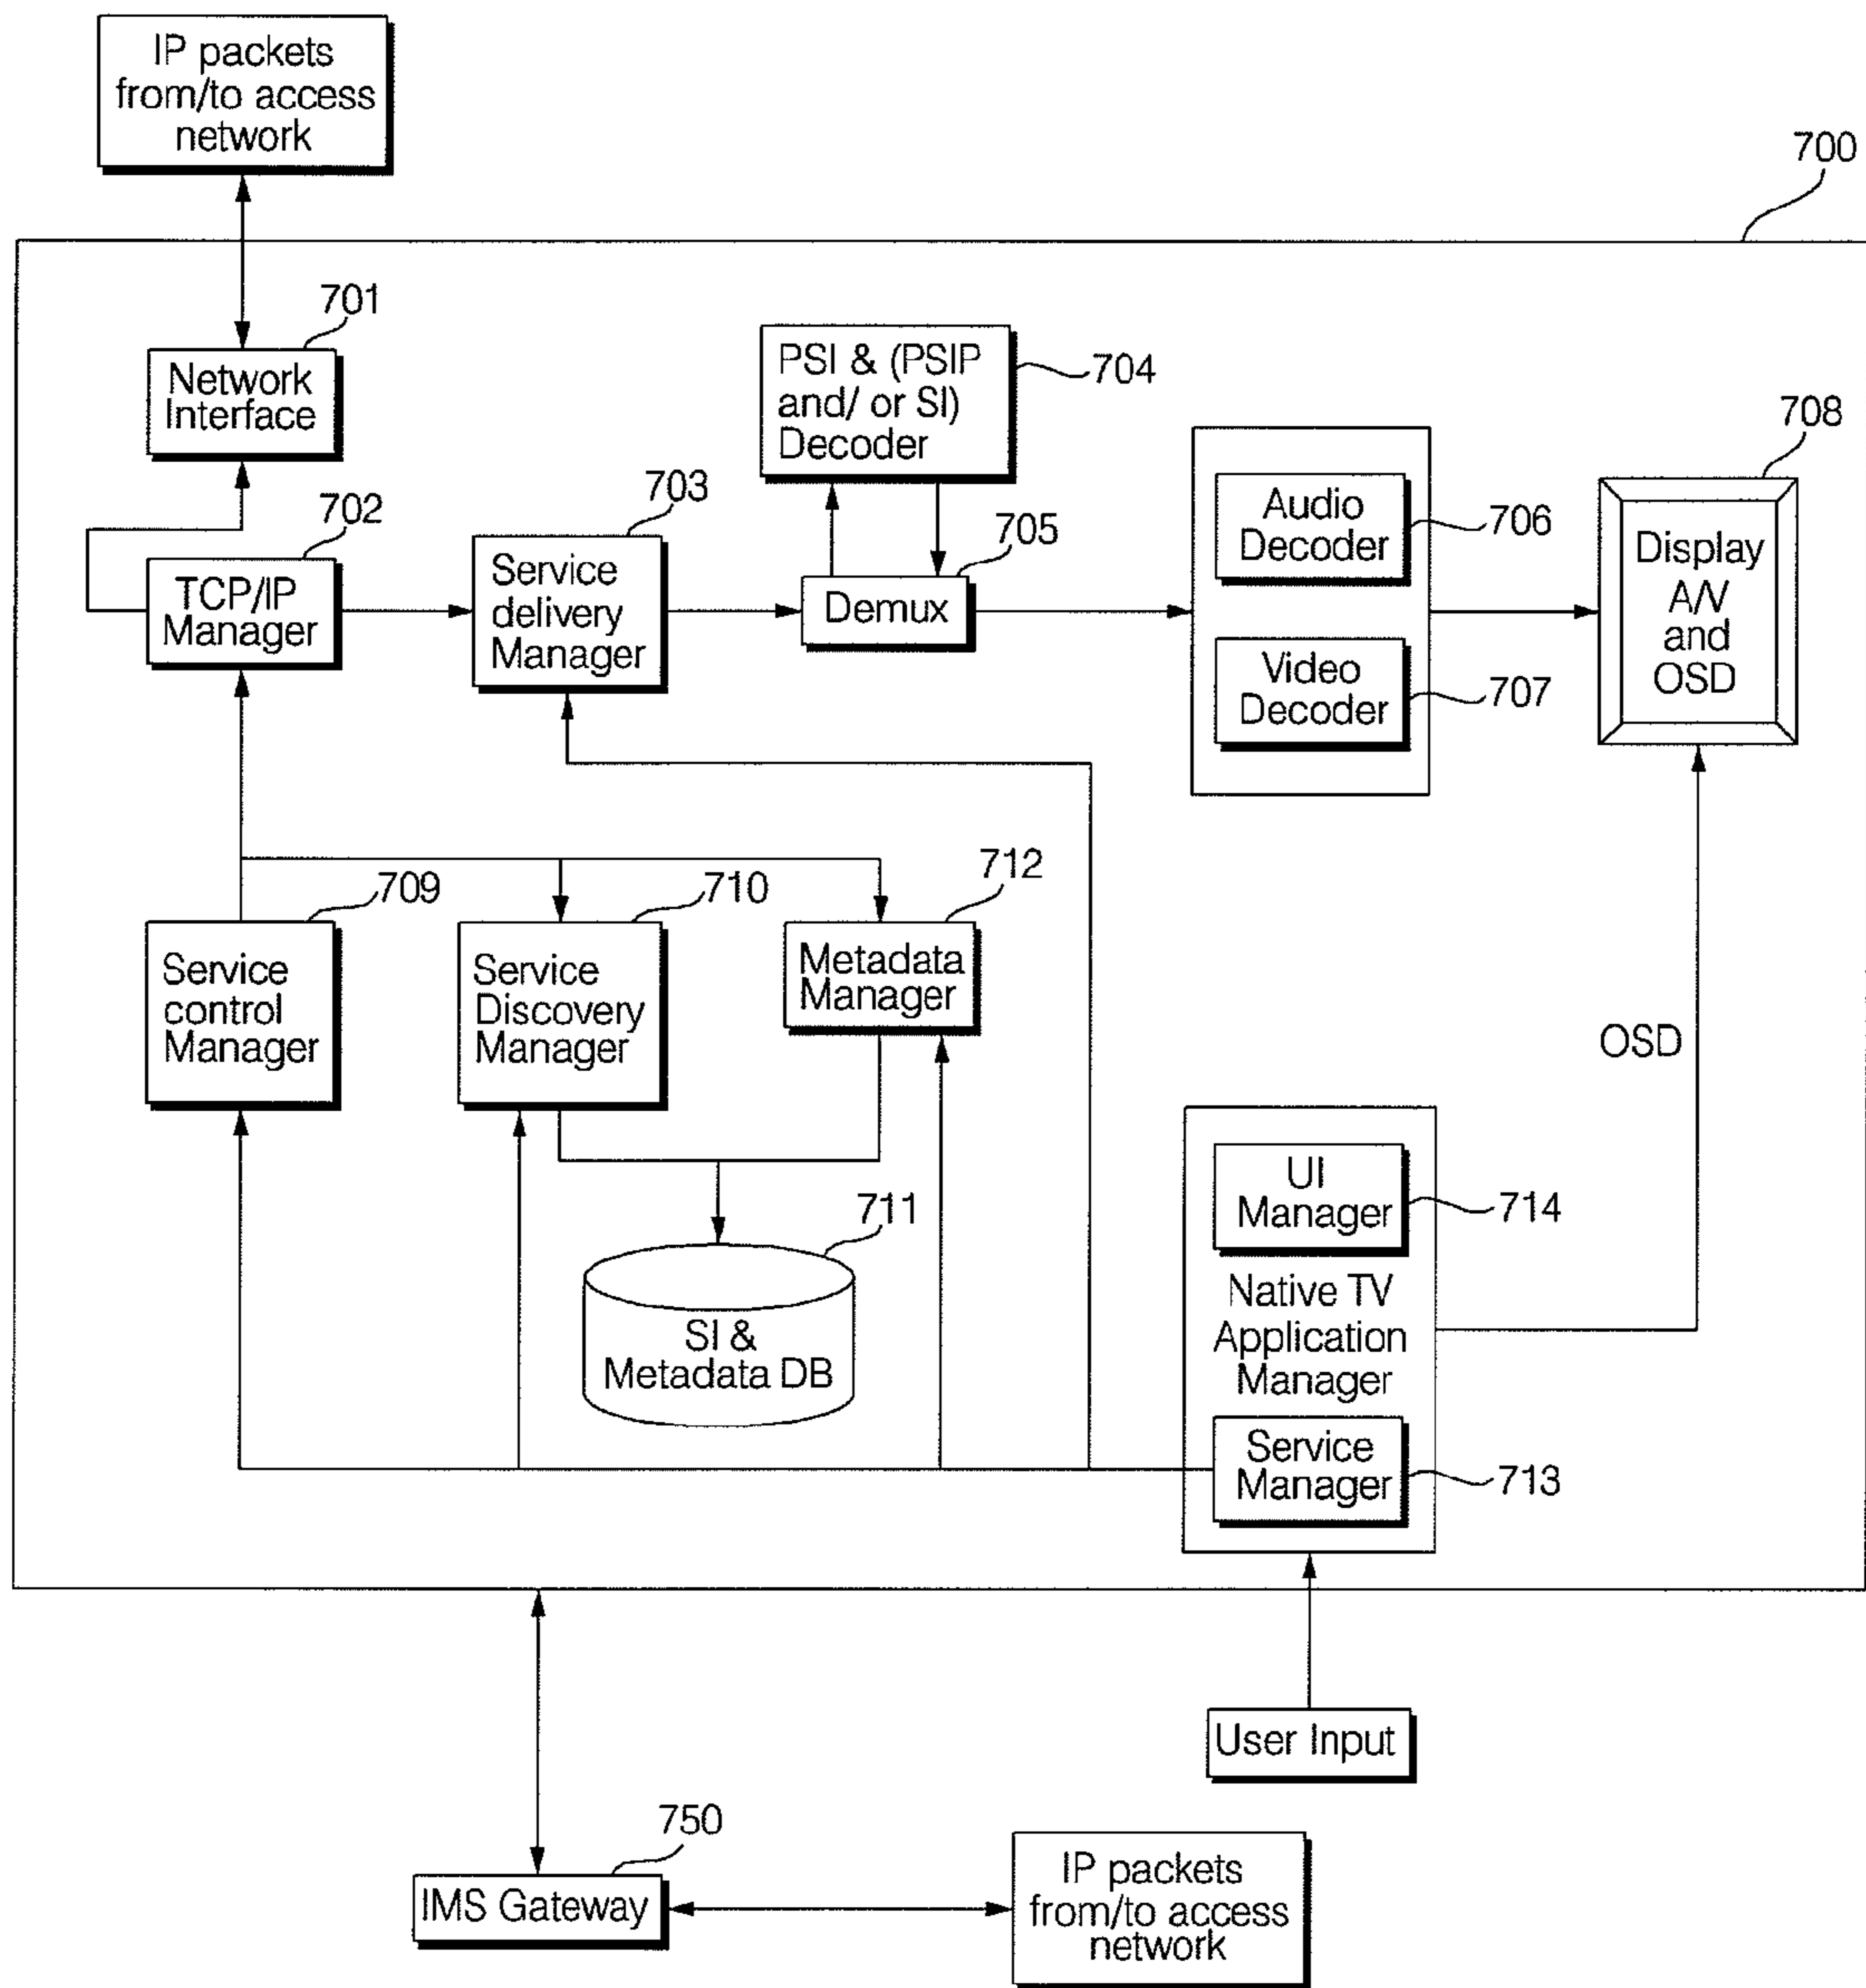 IP packets
from/to access
network
700
701
Network
Interface
PSI & (PSIP
and/ or SI)
Decoder
704
702
TCP/IP
Manager
703
Service
delivery
Manager
705
Demux
Audio
Decoder
706
Video
Decoder
707
708
Display
A/V
and
OSD
709
Service
control
Manager
710
Service
Discovery
Manager
712
Metadata
Manager
OSD
711
SI &
Metadata DB
UI
Manager
714
Native TV
Application
Manager
Service
Manager
713
User Input
750
IMS Gateway
IP packets
from/to access
network